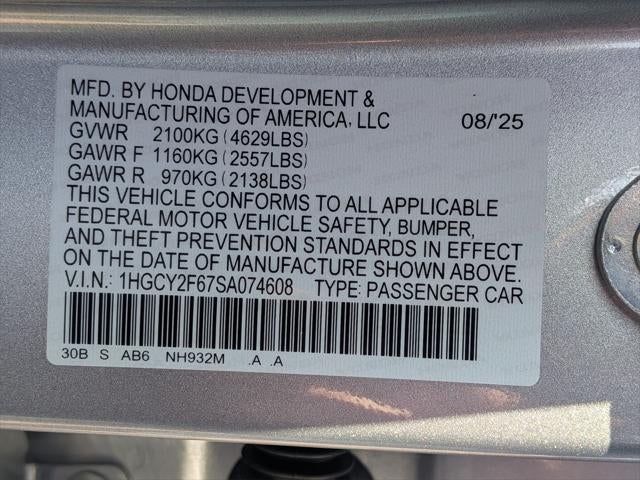 MFD. BY HONDA DEVELOPMENT &
MANUFACTURING OF AMERICA, LLC 08/'25
GVWR 2100KG (4629LBS)
GAWR F 1160KG (2557LBS)
GAWR R 970KG (2138LBS)
THIS VEHICLE CONFORMS TO ALL APPLICABLE
FEDERAL MOTOR VEHICLE SAFETY, BUMPER,
AND THEFT PREVENTION STANDARDS IN EFFECT
ON THE DATE OF MANUFACTURE SHOWN ABOVE.
V.I.N.: 1HGCY2F67SA074608 TYPE: PASSENGER CAR
30B S AB6 NH932M .A .A